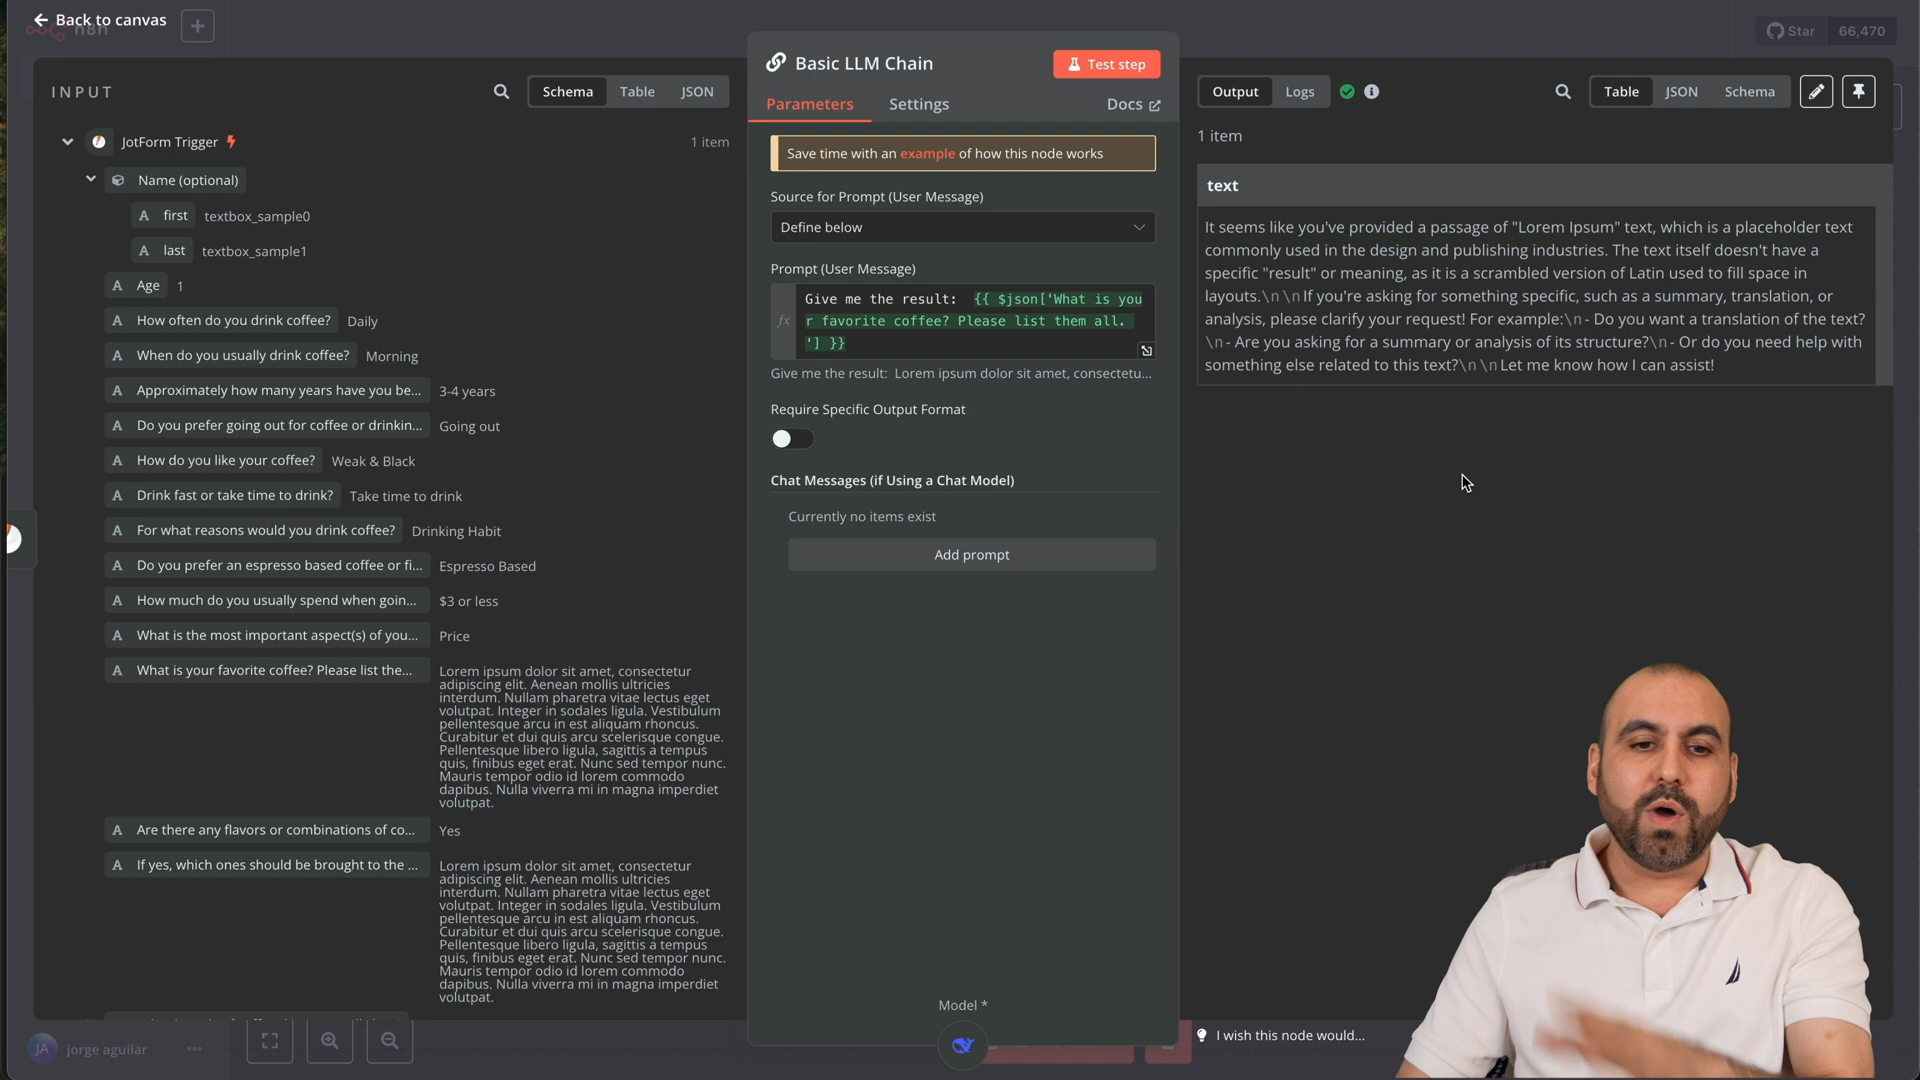 Back to canvas
n8n
Star
66,470
INPUT
Schema
Table
JSON
JotForm Trigger
1 item
Name (optional)
A first textbox_sample0
A last textbox_sample1
A Age 1
A How often do you drink coffee? Daily
A When do you usually drink coffee? Morning
A Approximately how many years have you be... 3-4 years
A Do you prefer going out for coffee or drinkin... Going out
A How do you like your coffee? Weak & Black
A Drink fast or take time to drink? Take time to drink
A For what reasons would you drink coffee? Drinking Habit
A Do you prefer an espresso based coffee or fi... Espresso Based
A How much do you usually spend when goin... $3 or less
A What is the most important aspect(s) of you... Price
A What is your favorite coffee? Please list the...
Lorem ipsum dolor sit amet, consectetur
adipiscing elit. Aenean mollis ultricies
interdum. Nullam pharetra vitae lectus eget
volutpat. Integer in sodales ligula. Vestibulum
pellentesque arcu in est aliquam rhoncus.
Curabitur et dui quis arcu scelerisque congue.
Pellentesque libero ligula, sagittis a tempus
quis, finibus eget erat. Nunc sed tempor nunc.
Mauris tempor odio id lorem commodo
dapibus. Nulla viverra mi in magna imperdiet
volutpat.
A Are there any flavors or combinations of co... Yes
A If yes, which ones should be brought to the ...
Lorem ipsum dolor sit amet, consectetur
adipiscing elit. Aenean mollis ultricies
interdum. Nullam pharetra vitae lectus eget
volutpat. Integer in sodales ligula. Vestibulum
pellentesque arcu in est aliquam rhoncus.
Curabitur et dui quis arcu scelerisque congue.
Pellentesque libero ligula, sagittis a tempus
quis, finibus eget erat. Nunc sed tempor nunc.
Mauris tempor odio id lorem commodo
dapibus. Nulla viverra mi in magna imperdiet
volutpat.
JA jorge aguilar
Basic LLM Chain
Test step
Parameters
Settings
Docs
Save time with an example of how this node works
Source for Prompt (User Message)
Define below
Prompt (User Message)
fx
Give me the result: {{ $json['What is you
r favorite coffee? Please list them all.
'] }}
Give me the result: Lorem ipsum dolor sit amet, consectetu...
Require Specific Output Format
Chat Messages (if Using a Chat Model)
Currently no items exist
Add prompt
Model *
Output
Logs
Table
JSON
Schema
1 item
text
It seems like you've provided a passage of "Lorem Ipsum" text, which is a placeholder text
commonly used in the design and publishing industries. The text itself doesn't have a
specific "result" or meaning, as it is a scrambled version of Latin used to fill space in
layouts.\n\nIf you're asking for something specific, such as a summary, translation, or
analysis, please clarify your request! For example:\n- Do you want a translation of the text?
\n- Are you asking for a summary or analysis of its structure?\n- Or do you need help with
something else related to this text?\n\nLet me know how I can assist!
I wish this node would...